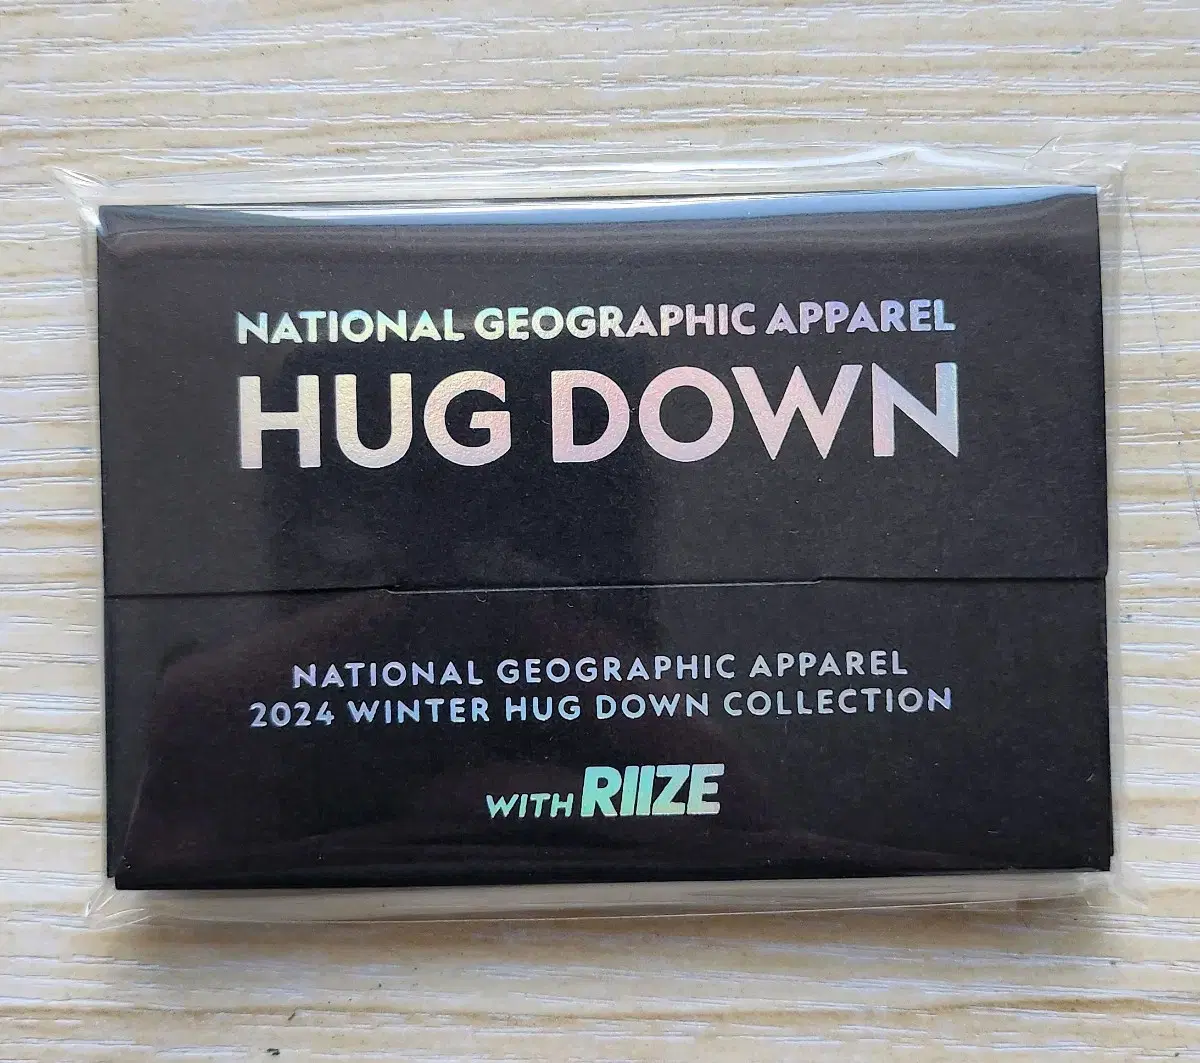 NATIONAL GEOGRAPHIC APPAREL
HUG DOWN
NATIONAL GEOGRAPHIC APPAREL
2024 WINTER HUG DOWN COLLECTION
WITH RIIZE